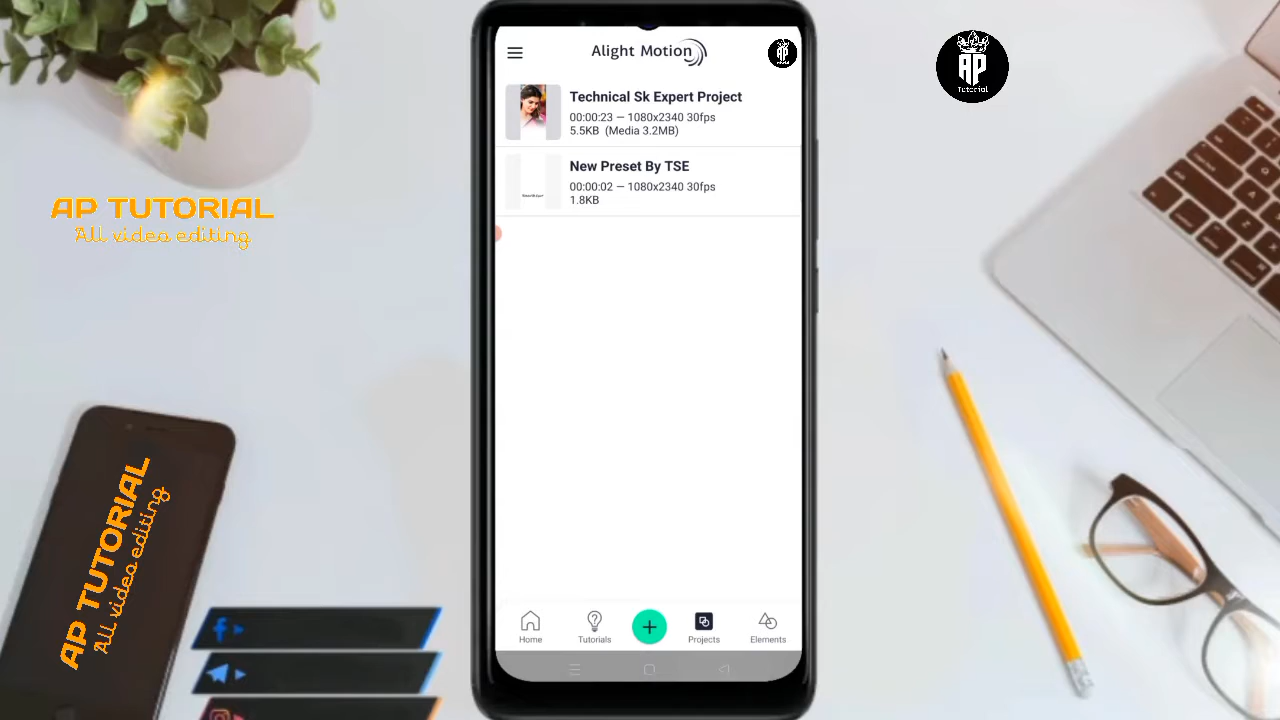 Alight Motion
Technical Sk Expert Project
00:00:23 — 1080x2340 30fps
5.5KB (Media 3.2MB)
New Preset By TSE
00:00:02 — 1080x2340 30fps
1.8KB
Home
Tutorials
Projects
Elements
AP
Tutorial
AP TUTORIAL
All video editing
AP TUTORIAL
All video editing